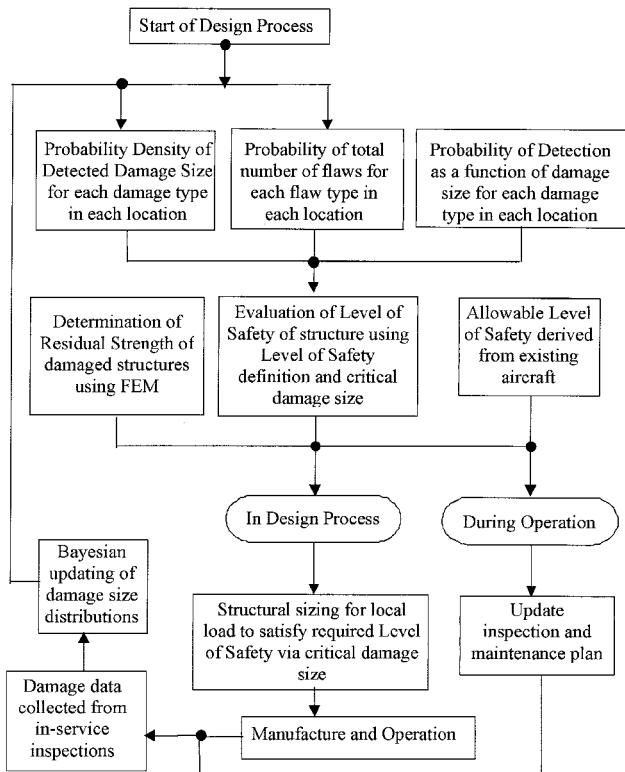 Start of Design Process
Probability Density of
Detected Damage Size
for each damage type
in each location
Probability of total
number of flaws for
each flaw type in
each location
Probability of Detection
as a function of damage
size for each damage
type in each location
Determination of
Residual Strength of
damaged structures
using FEM
Evaluation of Level of
Safety of structure using
Level of Safety
definition and critical
damage size
Allowable Level
of Safety derived
from existing
aircraft
In Design Process
During Operation
Bayesian
updating of
damage size
distributions
Structural sizing for local
load to satisfy required Level
of Safety via critical damage
size
Update
inspection and
maintenance plan
Damage data
collected from
in-service
inspections
Manufacture and Operation